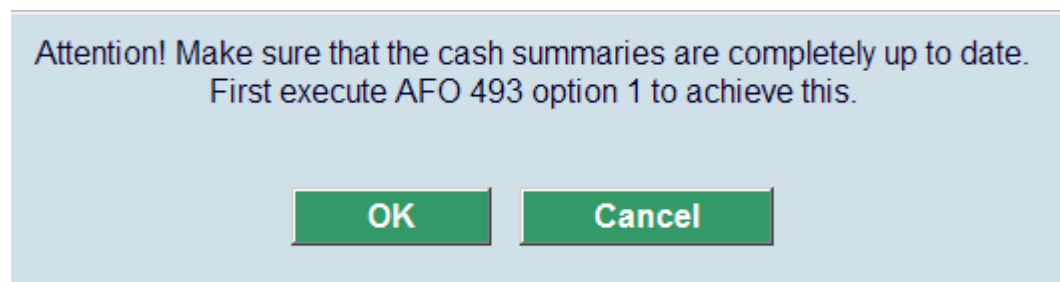 Attention! Make sure that the cash summaries are completely up to date.
First execute AFO 493 option 1 to achieve this.
OK
Cancel